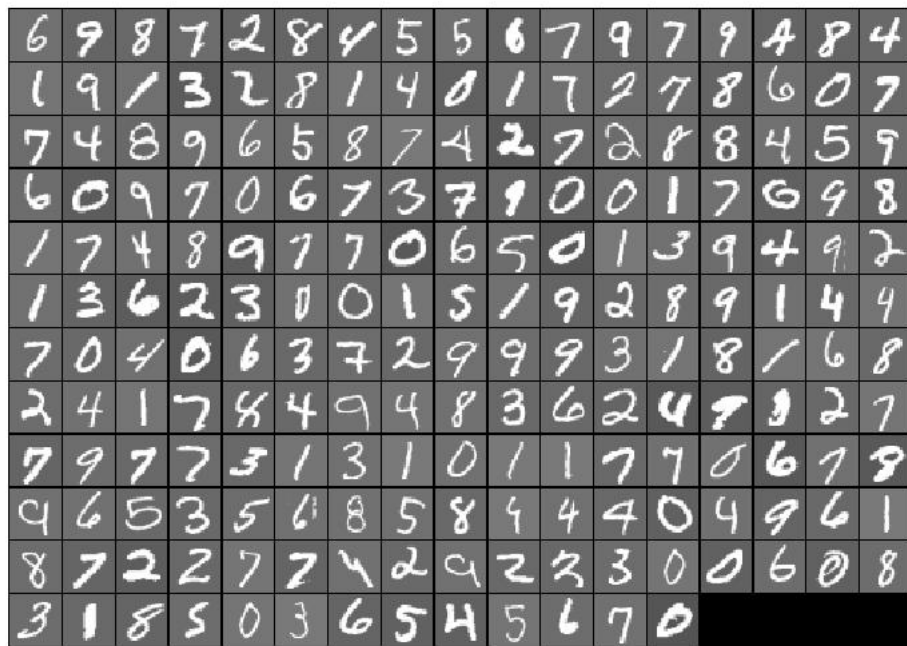 6 9 8 7 2 8 4 5 5 6 7 9 7 9 4 8 4
1 9 1 3 2 8 1 4 0 1 7 2 7 8 6 0 7
7 4 8 9 6 5 8 7 4 2 7 2 8 8 4 5 9
6 0 9 7 0 6 7 3 7 9 0 0 1 7 0 9 8
1 7 4 8 9 7 7 0 6 5 0 1 3 9 4 9 2
1 3 6 2 3 0 0 1 5 1 9 2 8 9 1 4 4
7 0 4 0 6 3 7 2 9 9 9 3 1 8 1 6 8
2 4 1 7 8 4 9 4 8 3 6 2 4 9 2 7
7 9 7 7 3 1 3 1 0 1 1 7 7 0 6 7 8
9 6 5 3 5 6 8 5 8 4 4 4 0 4 9 6 1
8 7 2 2 7 7 4 2 9 2 2 3 0 0 6 0 8
3 1 8 5 0 3 6 5 4 5 6 7 0